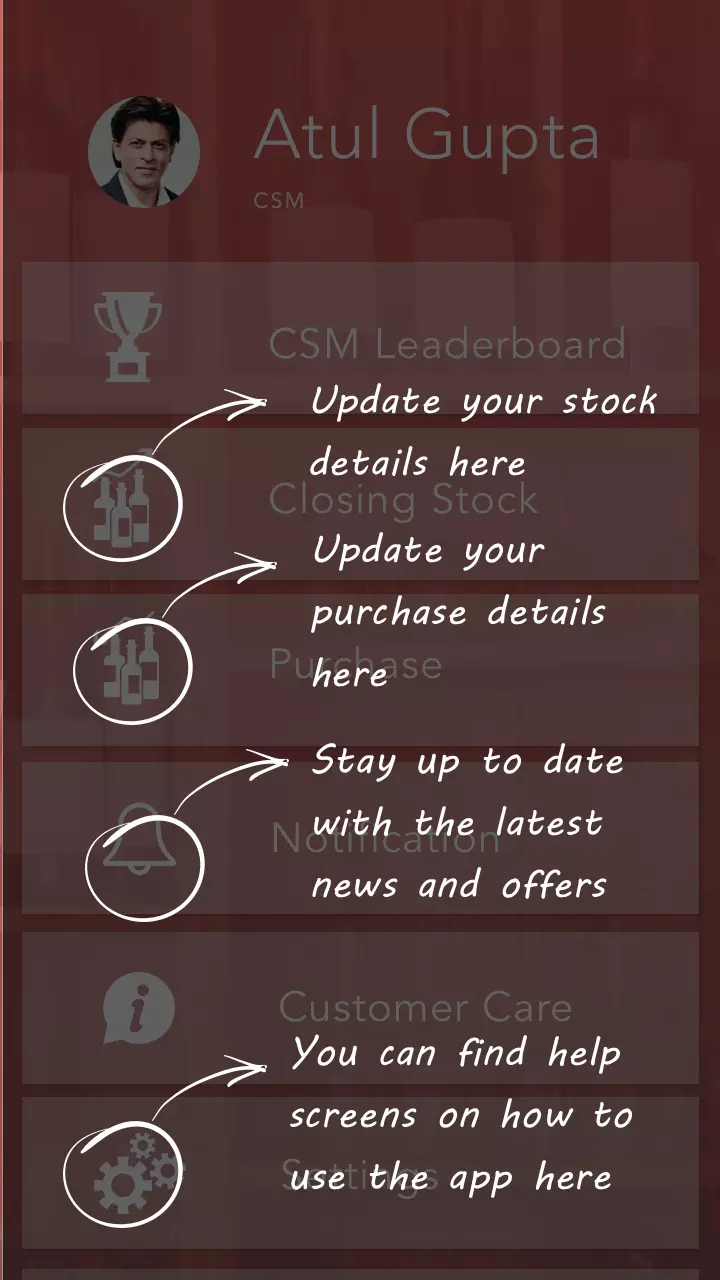 Atul Gupta
CSM
CSM Leaderboard
Update your stock
details here
Closing Stock
Update your
purchase details
here
Purchase
Stay up to date
with the latest
news and offers
Notification
Customer Care
You can find help
screens on how to
use the app here
Settings